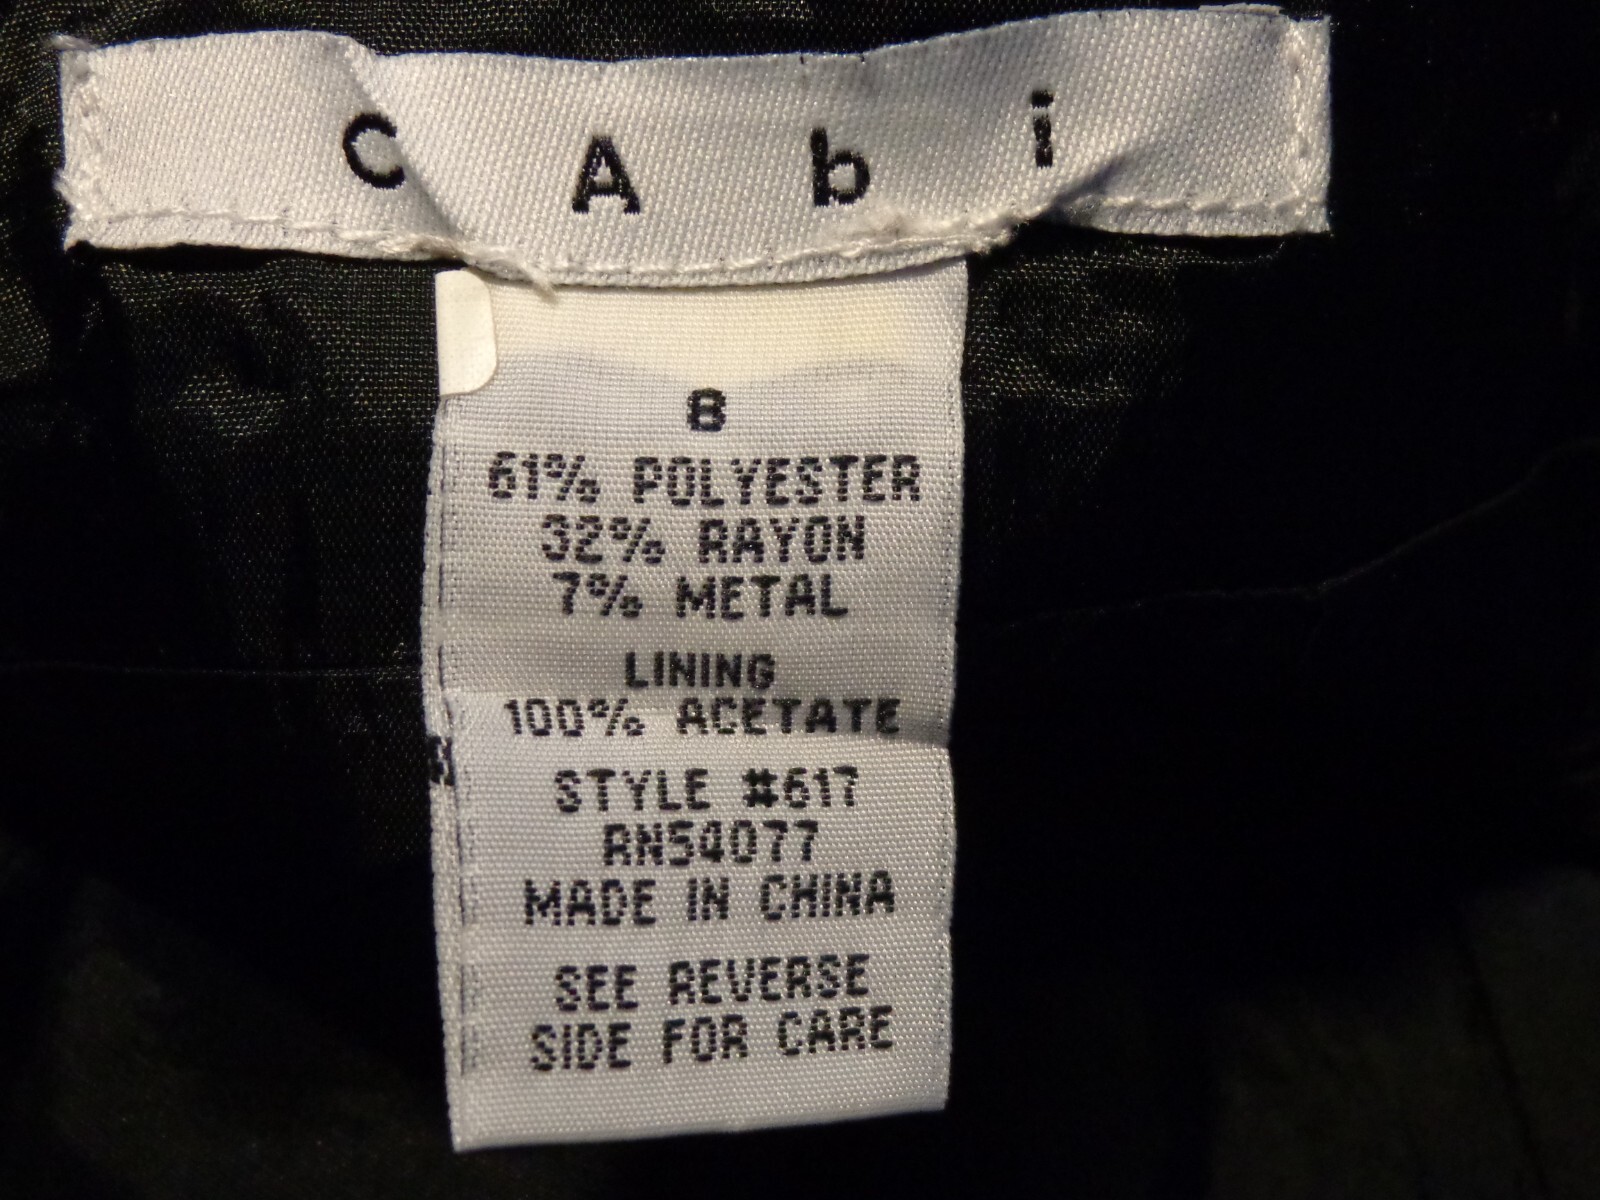 cAbi
8
61% POLYESTER
32% RAYON
7% METAL
LINING
100% ACETATE
STYLE #617
RN54077
MADE IN CHINA
SEE REVERSE
SIDE FOR CARE